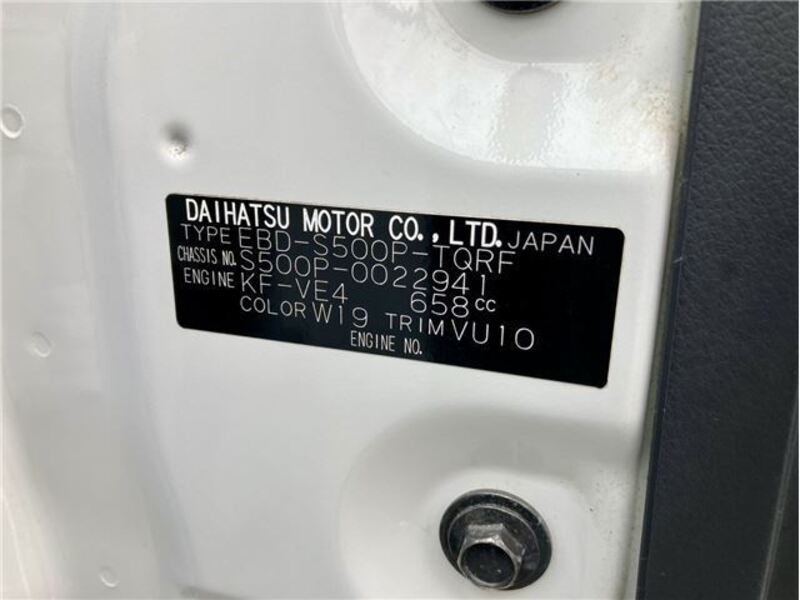 DAIHATSU MOTOR CO.,LTD. JAPAN
TYPE EBD-S500P-TQRF
CHASSIS NO. S500P-0022941
ENGINE KF-VE4 658cc
COLOR W19 TRIM VU10
ENGINE NO.